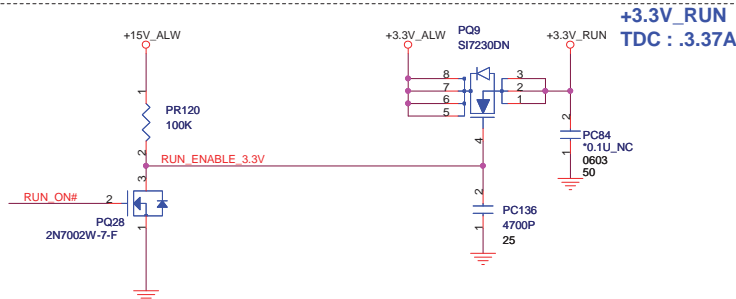 +3.3V_RUN
TDC : .3.37A
+15V_ALW
+3.3V_ALW
PQ9
SI7230DN
+3.3V_RUN
8
7
6
5
3
2
1
4
1
PR120
100K
2
RUN_ENABLE_3.3V
2
PC84
*0.1U_NC
1
0603
50
3
RUN_ON#
2
1
PQ28
2N7002W-7-F
2
PC136
4700P
1
25